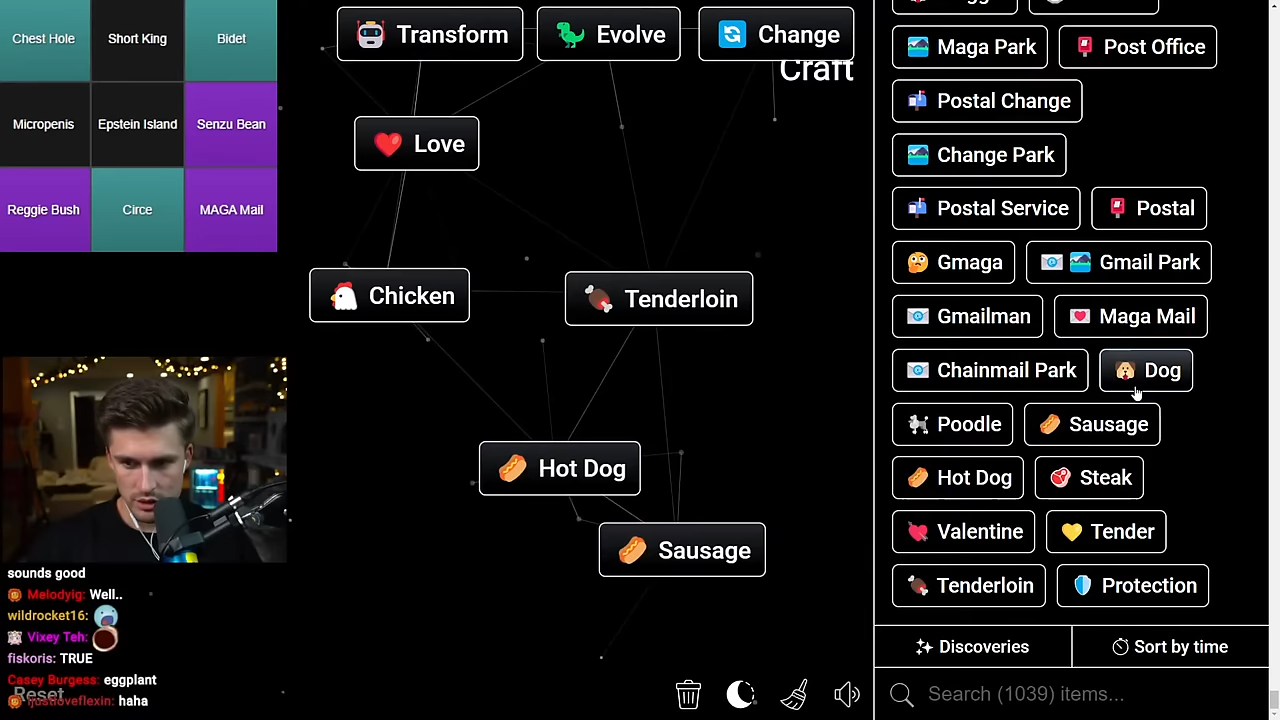 Chest Hole
Short King
Bidet
Micropenis
Epstein Island
Senzu Bean
Reggie Bush
Circe
MAGA Mail
Transform
Evolve
Change
Craft
Love
Chicken
Tenderloin
Hot Dog
Sausage
Maga Park
Post Office
Postal Change
Change Park
Postal Service
Postal
Gmaga
Gmail Park
Gmailman
Maga Mail
Chainmail Park
Dog
Poodle
Sausage
Hot Dog
Steak
Valentine
Tender
Tenderloin
Protection
Discoveries
Sort by time
Search (1039) items...
sounds good
Melodyig: Well..
wildrocket16:
Vixey Teh:
fiskoris: TRUE
Casey Burgess: eggplant
Reset
ijustloveflexin: haha